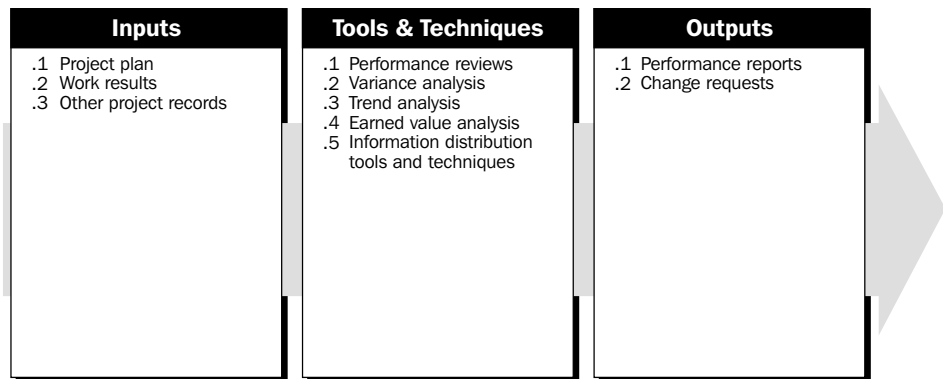 Inputs
.1 Project plan
.2 Work results
.3 Other project records
Tools & Techniques
.1 Performance reviews
.2 Variance analysis
.3 Trend analysis
.4 Earned value analysis
.5 Information distribution
tools and techniques
Outputs
.1 Performance reports
.2 Change requests